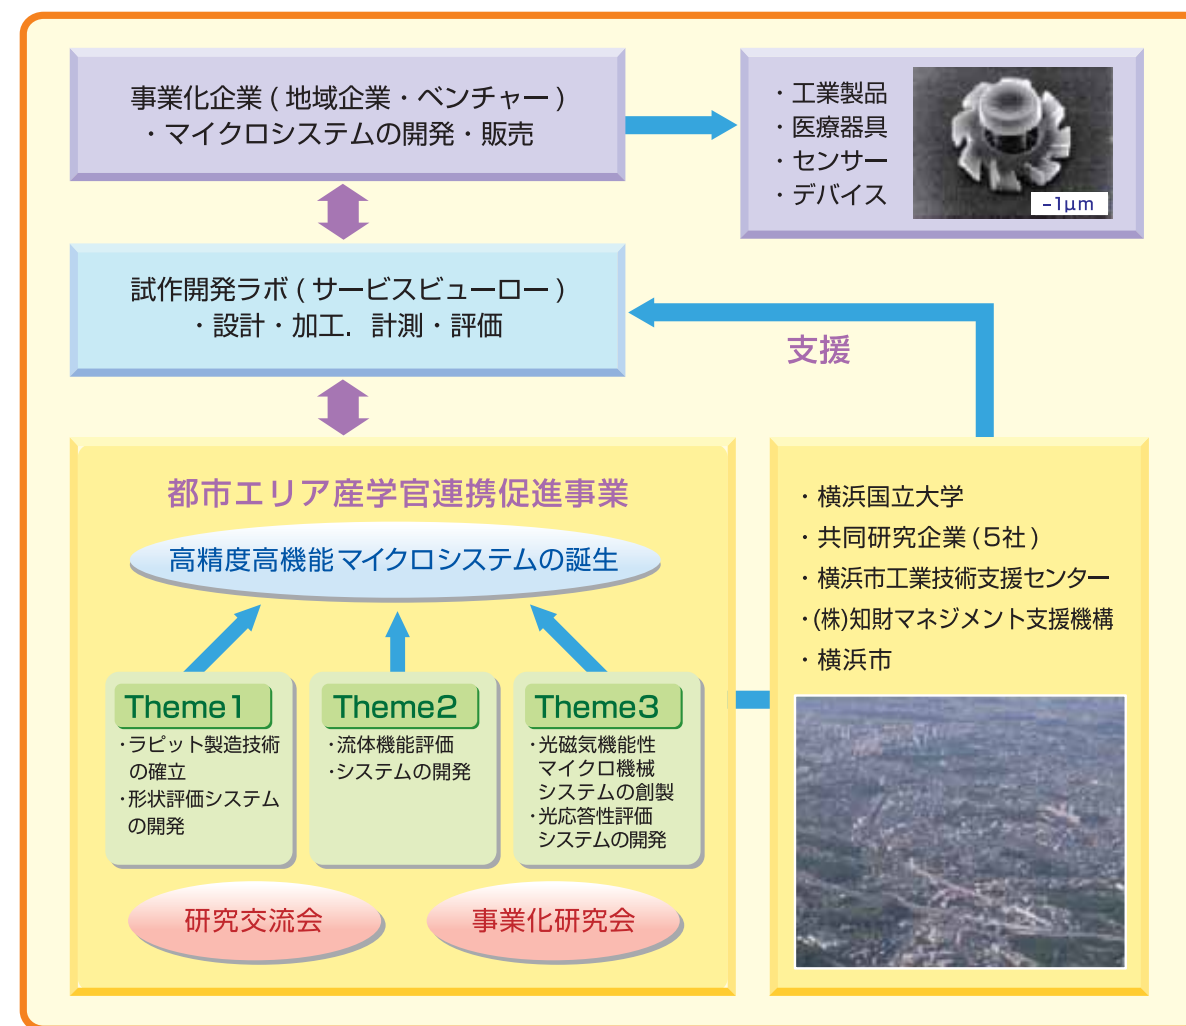 事業化企業 ( 地域企業・ベンチャー )
・マイクロシステムの開発・販売
・工業製品
・医療器具
・センサー
・デバイス
-1μm
試作開発ラボ ( サービスビューロー )
・設計・加工．計測・評価
支援
都市エリア産学官連携促進事業
高精度高機能マイクロシステムの誕生
Theme1
・ラピット製造技術
の確立
・形状評価システム
の開発
Theme2
・流体機能評価
・システムの開発
Theme3
・光磁気機能性
マイクロ機械
システムの創製
・光応答性評価
システムの開発
研究交流会
事業化研究会
・横浜国立大学
・共同研究企業 ( 5社 )
・横浜市工業技術支援センター
・(株)知財マネジメント支援機構
・横浜市